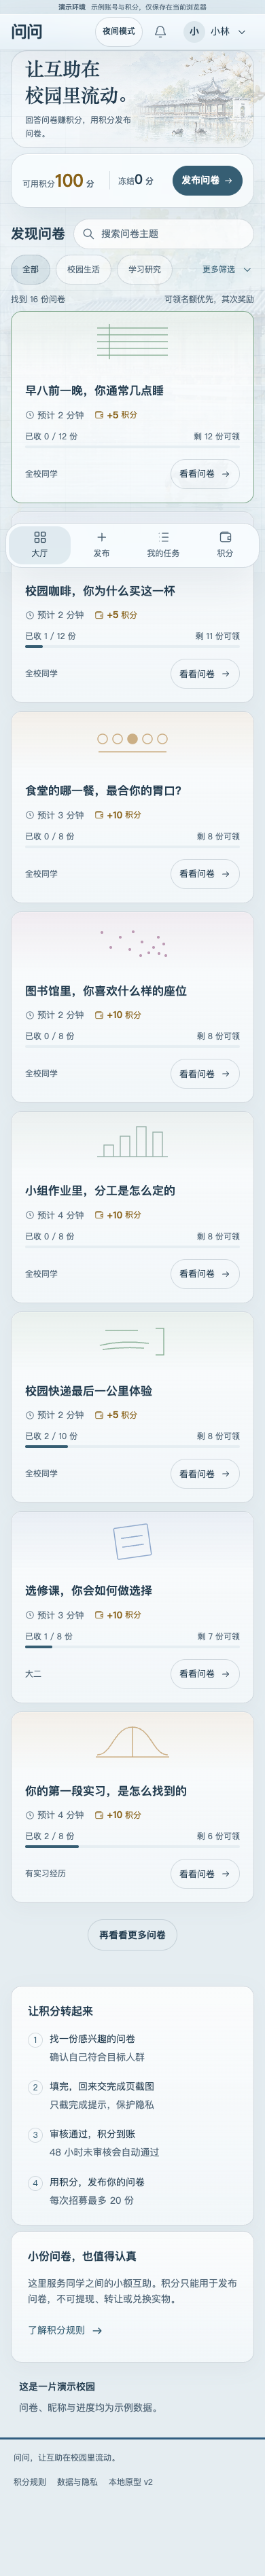 演示环境 示例账号与积分，仅保存在当前浏览器
问问 夜间模式 小 小林
让互助在
校园里流动。
回答问卷赚积分，用积分发布
问卷。
可用积分100 分 冻结0 分 发布问卷 →
发现问卷 搜索问卷主题
全部 校园生活 学习研究 更多筛选
找到 16 份问卷 可领名额优先，其次奖励
早八前一晚，你通常几点睡
预计 2 分钟 +5 积分
已收 0 / 12 份 剩 12 份可领
全校同学 看看问卷 →
大厅 发布 我的任务 积分
校园咖啡，你为什么买这一杯
预计 2 分钟 +5 积分
已收 1 / 12 份 剩 11 份可领
全校同学 看看问卷 →
食堂的哪一餐，最合你的胃口？
预计 3 分钟 +10 积分
已收 0 / 8 份 剩 8 份可领
全校同学 看看问卷 →
图书馆里，你喜欢什么样的座位
预计 2 分钟 +10 积分
已收 0 / 8 份 剩 8 份可领
全校同学 看看问卷 →
小组作业里，分工是怎么定的
预计 4 分钟 +10 积分
已收 0 / 8 份 剩 8 份可领
全校同学 看看问卷 →
校园快递最后一公里体验
预计 2 分钟 +5 积分
已收 2 / 10 份 剩 8 份可领
全校同学 看看问卷 →
选修课，你会如何做选择
预计 3 分钟 +10 积分
已收 1 / 8 份 剩 7 份可领
大二 看看问卷 →
你的第一段实习，是怎么找到的
预计 4 分钟 +10 积分
已收 2 / 8 份 剩 6 份可领
有实习经历 看看问卷 →
再看看更多问卷
让积分转起来
1 找一份感兴趣的问卷
确认自己符合目标人群
2 填完，回来交完成页截图
只截完成提示，保护隐私
3 审核通过，积分到账
48 小时未审核会自动通过
4 用积分，发布你的问卷
每次招募最多 20 份
小份问卷，也值得认真
这里服务同学之间的小额互助。积分只能用于发布
问卷，不可提现、转让或兑换实物。
了解积分规则 →
这是一片演示校园
问卷、昵称与进度均为示例数据。
问问，让互助在校园里流动。
积分规则 数据与隐私 本地原型 v2